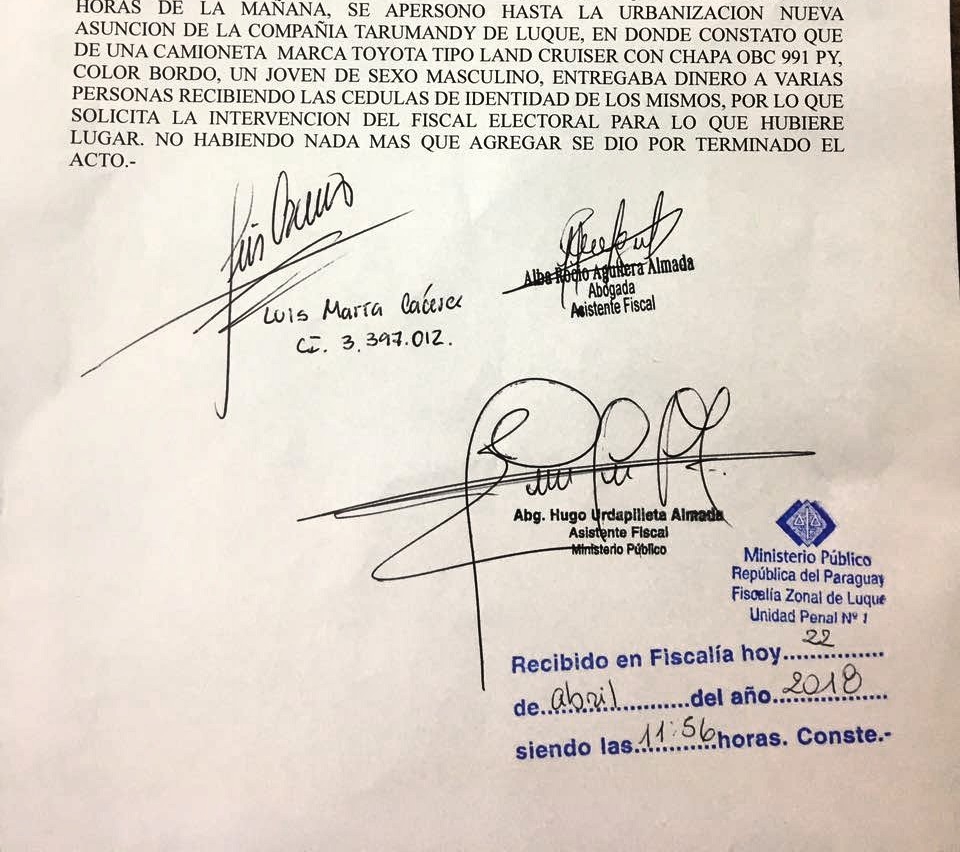 HORAS DE LA MAÑANA, SE APERSONO HASTA LA URBANIZACION NUEVA
ASUNCION DE LA COMPAÑIA TARUMANDY DE LUQUE, EN DONDE CONSTATO QUE
DE UNA CAMIONETA MARCA TOYOTA TIPO LAND CRUISER CON CHAPA OBC 991 PY,
COLOR BORDO, UN JOVEN DE SEXO MASCULINO, ENTREGABA DINERO A VARIAS
PERSONAS RECIBIENDO LAS CEDULAS DE IDENTIDAD DE LOS MISMOS, POR LO QUE
SOLICITA LA INTERVENCION DEL FISCAL ELECTORAL PARA LO QUE HUBIERE
LUGAR. NO HABIENDO NADA MAS QUE AGREGAR SE DIO POR TERMINADO EL
ACTO.-
Luis María Cáceres
CI. 3.397.012.
Alba Rocio Aguilera Almada
Abogada
Asistente Fiscal
Abg. Hugo Urdapilleta Almada
Asistente Fiscal
Ministerio Público
Ministerio Público
República del Paraguay
Fiscalía Zonal de Luque
Unidad Penal Nº 1
Recibido en Fiscalía hoy 22
de abril del año 2018
siendo las 11:56 horas. Conste.-